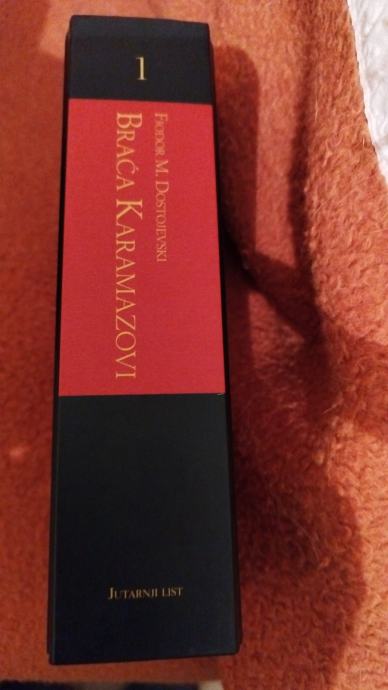 1
FJODOR M. DOSTOJEVSKI
BRAĆA KARAMAZOVI
JUTARNJI LIST